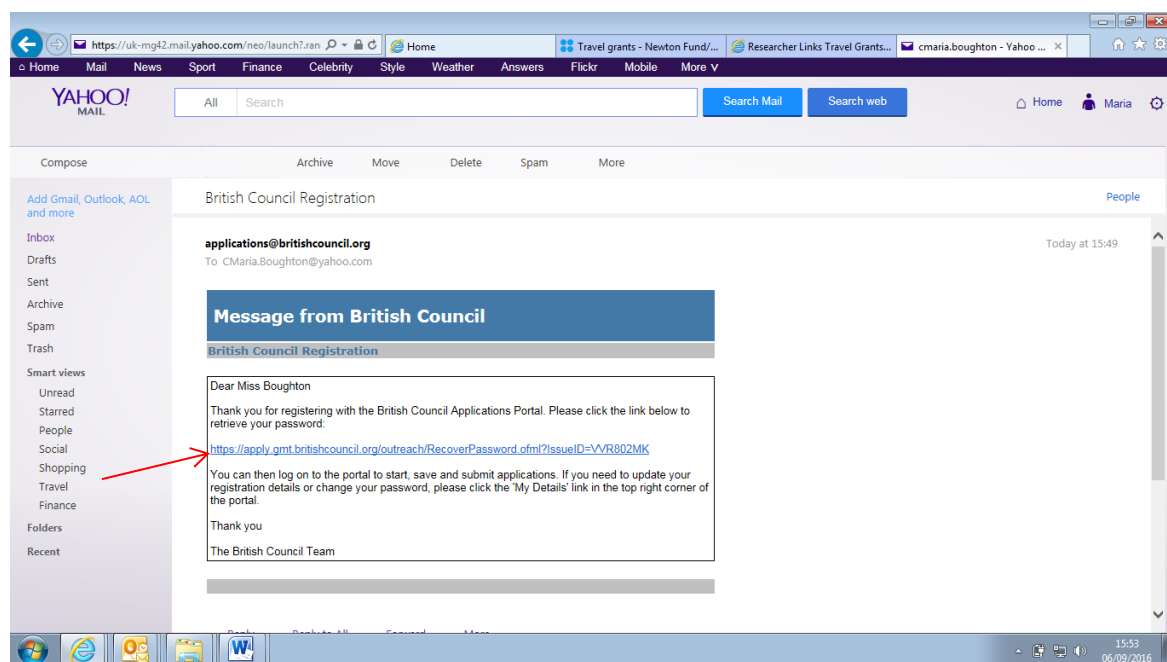 https://uk-mg42.mail.yahoo.com/neo/launch?.ran
Home
Travel grants - Newton Fund/...
Researcher Links Travel Grants...
cmaria.boughton - Yahoo ...
Home Mail News Sport Finance Celebrity Style Weather Answers Flickr Mobile More
YAHOO!
MAIL
All Search Search Mail Search web Home Maria
Compose Archive Move Delete Spam More
Add Gmail, Outlook, AOL
and more
Inbox
Drafts
Sent
Archive
Spam
Trash
Smart views
Unread
Starred
People
Social
Shopping
Travel
Finance
Folders
Recent
British Council Registration People
applications@britishcouncil.org Today at 15:49
To CMaria.Boughton@yahoo.com
Message from British Council
British Council Registration
Dear Miss Boughton
Thank you for registering with the British Council Applications Portal. Please click the link below to
retrieve your password:
https://apply.gmt.britishcouncil.org/outreach/RecoverPassword.ofml?IssueID=VVR802MK
You can then log on to the portal to start, save and submit applications. If you need to update your
registration details or change your password, please click the 'My Details' link in the top right corner of
the portal.
Thank you
The British Council Team
Reply Reply to All Forward More
15:53
06/09/2016